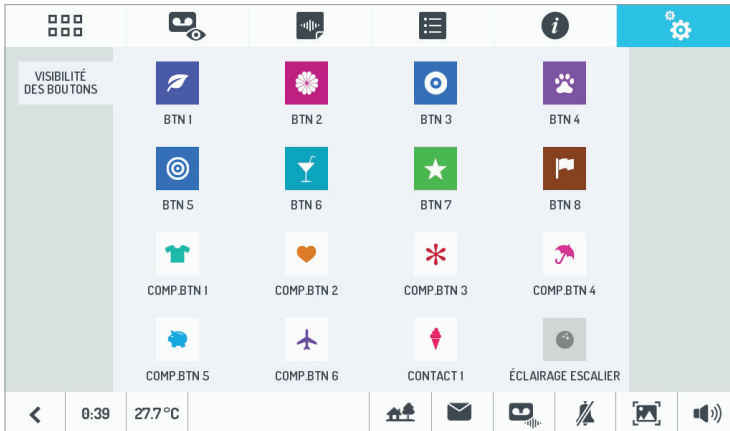 VISIBILITÉ
DES BOUTONS
BTN 1 BTN 2 BTN 3 BTN 4
BTN 5 BTN 6 BTN 7 BTN 8
COMP.BTN 1 COMP.BTN 2 COMP.BTN 3 COMP.BTN 4
COMP.BTN 5 COMP.BTN 6 CONTACT 1 ÉCLAIRAGE ESCALIER
0:39 27.7 °C